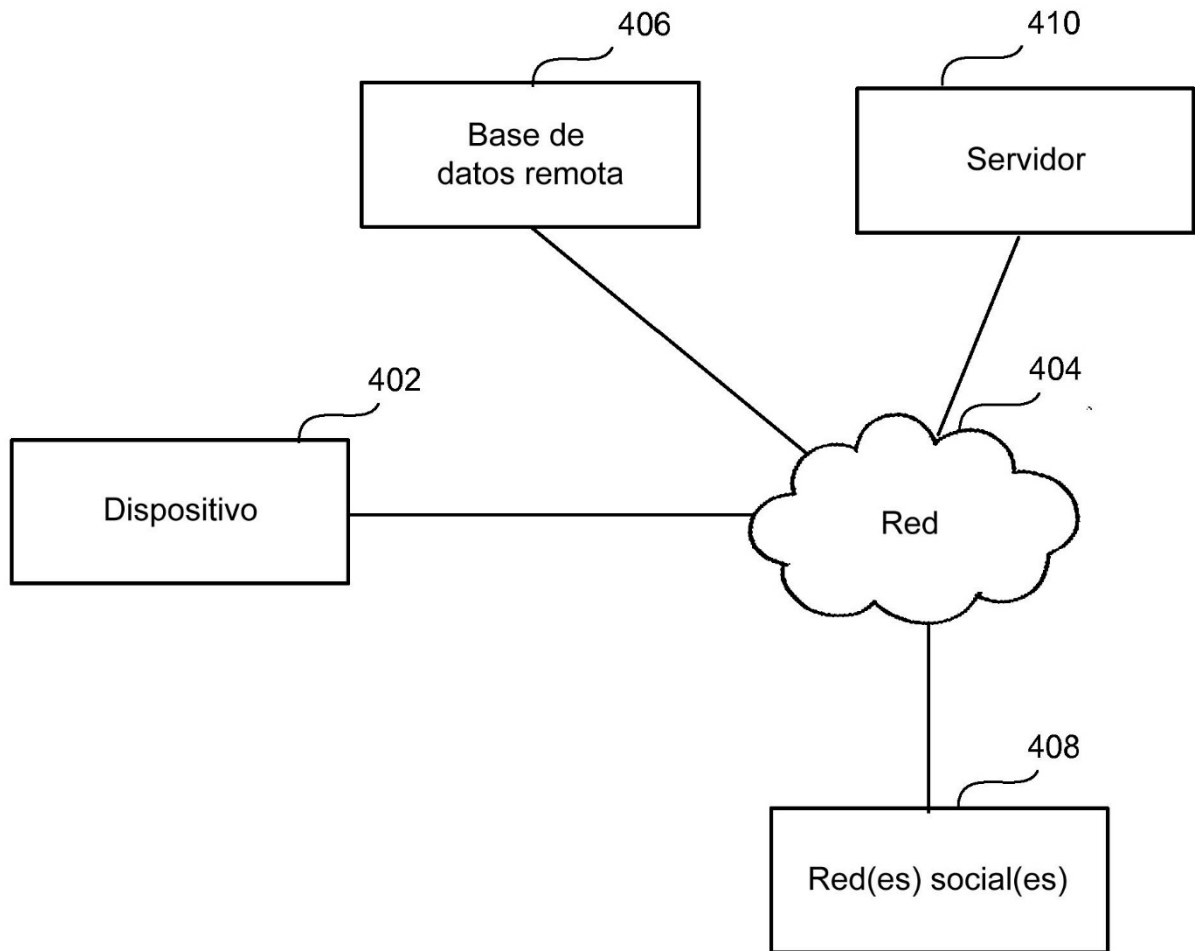 406
Base de
datos remota
410
Servidor
402
Dispositivo
404
Red
408
Red(es) social(es)